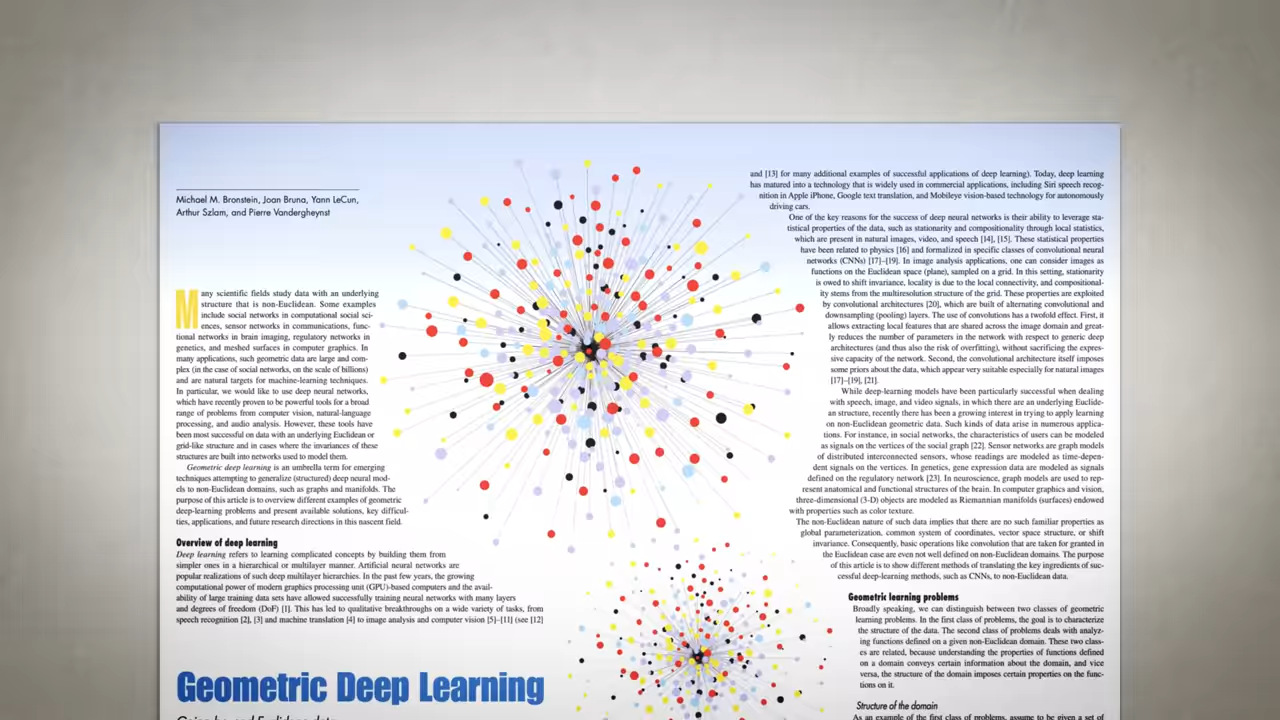 Michael M. Bronstein, Joan Bruna, Yann LeCun,
Arthur Szlam, and Pierre Vandergheynst
Many scientific fields study data with an underlying
structure that is non-Euclidean. Some examples
include social networks in computational social sci-
ences, sensor networks in communications, func-
tional networks in brain imaging, regulatory networks in
genetics, and meshed surfaces in computer graphics. In
many applications, such geometric data are large and com-
plex (in the case of social networks, on the scale of billions)
and are natural targets for machine-learning techniques.
In particular, we would like to use deep neural networks,
which have recently proven to be powerful tools for a broad
range of problems from computer vision, natural-language
processing, and audio analysis. However, these tools have
been most successful on data with an underlying Euclidean or
grid-like structure and in cases where the invariances of these
structures are built into networks used to model them.
Geometric deep learning is an umbrella term for emerging
techniques attempting to generalize (structured) deep neural mod-
els to non-Euclidean domains, such as graphs and manifolds. The
purpose of this article is to overview different examples of geometric
deep-learning problems and present available solutions, key difficul-
ties, applications, and future research directions in this nascent field.
Overview of deep learning
Deep learning refers to learning complicated concepts by building them from
simpler ones in a hierarchical or multilayer manner. Artificial neural networks are
popular realizations of such deep multilayer hierarchies. In the past few years, the growing
computational power of modern graphics processing unit (GPU)-based computers and the avail-
ability of large training data sets have allowed successfully training neural networks with many layers
and degrees of freedom (DoF) [1]. This has led to qualitative breakthroughs on a wide variety of tasks, from
speech recognition [2], [3] and machine translation [4] to image analysis and computer vision [5]–[11] (see [12]
Geometric Deep Learning
Going beyond Euclidean data
and [13] for many additional examples of successful applications of deep learning). Today, deep learning
has matured into a technology that is widely used in commercial applications, including Siri speech recog-
nition in Apple iPhone, Google text translation, and Mobileye vision-based technology for autonomously
driving cars.
One of the key reasons for the success of deep neural networks is their ability to leverage sta-
tistical properties of the data, such as stationarity and compositionality through local statistics,
which are present in natural images, video, and speech [14], [15]. These statistical properties
have been related to physics [16] and formalized in specific classes of convolutional neural
networks (CNNs) [17]–[19]. In image analysis applications, one can consider images as
functions on the Euclidean space (plane), sampled on a grid. In this setting, stationarity
is owed to shift invariance, locality is due to the local connectivity, and compositional-
ity stems from the multiresolution structure of the grid. These properties are exploited
by convolutional architectures [20], which are built of alternating convolutional and
downsampling (pooling) layers. The use of convolutions has a twofold effect. First, it
allows extracting local features that are shared across the image domain and great-
ly reduces the number of parameters in the network with respect to generic deep
architectures (and thus also the risk of overfitting), without sacrificing the expres-
sive capacity of the network. Second, the convolutional architecture itself imposes
some priors about the data, which appear very suitable especially for natural images
[17]–[19], [21].
While deep-learning models have been particularly successful when dealing
with speech, image, and video signals, in which there are an underlying Euclide-
an structure, recently there has been a growing interest in trying to apply learning
on non-Euclidean geometric data. Such kinds of data arise in numerous applica-
tions. For instance, in social networks, the characteristics of users can be modeled
as signals on the vertices of the social graph [22]. Sensor networks are graph models
of distributed interconnected sensors, whose readings are modeled as time-depen-
dent signals on the vertices. In genetics, gene expression data are modeled as signals
defined on the regulatory network [23]. In neuroscience, graph models are used to rep-
resent anatomical and functional structures of the brain. In computer graphics and vision,
three-dimensional (3-D) objects are modeled as Riemannian manifolds (surfaces) endowed
with properties such as color texture.
The non-Euclidean nature of such data implies that there are no such familiar properties as
global parameterization, common system of coordinates, vector space structure, or shift
invariance. Consequently, basic operations like convolution that are taken for granted in
the Euclidean case are even not well defined on non-Euclidean domains. The purpose
of this article is to show different methods of translating the key ingredients of suc-
cessful deep-learning methods, such as CNNs, to non-Euclidean data.
Geometric learning problems
Broadly speaking, we can distinguish between two classes of geometric
learning problems. In the first class of problems, the goal is to characterize
the structure of the data. The second class of problems deals with analyz-
ing functions defined on a given non-Euclidean domain. These two class-
es are related, because understanding the properties of functions defined
on a domain conveys certain information about the domain, and vice
versa, the structure of the domain imposes certain properties on the func-
tions on it.
Structure of the domain
As an example of the first class of problems, assume to be given a set of